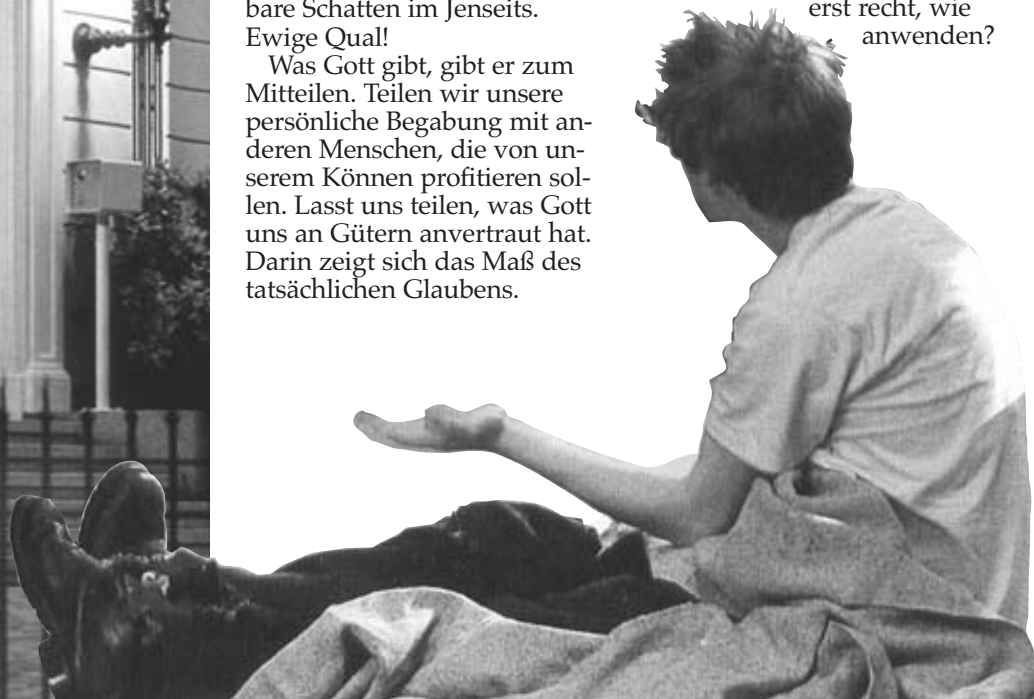 bare Schatten im Jenseits.
Ewige Qual!
Was Gott gibt, gibt er zum
Mitteilen. Teilen wir unsere
persönliche Begabung mit an-
deren Menschen, die von un-
serem Können profitieren sol-
len. Lasst uns teilen, was Gott
uns an Gütern anvertraut hat.
Darin zeigt sich das Maß des
tatsächlichen Glaubens.
erst recht, wie
anwenden?